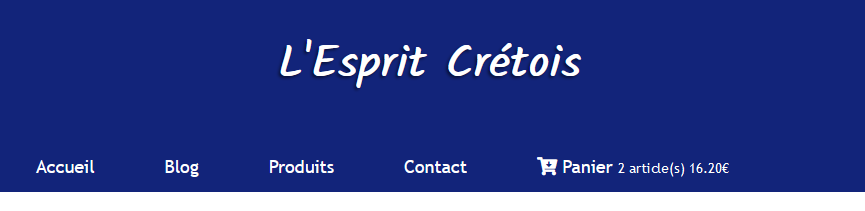 L'Esprit Crétois
Accueil Blog Produits Contact Panier 2 article(s) 16.20€